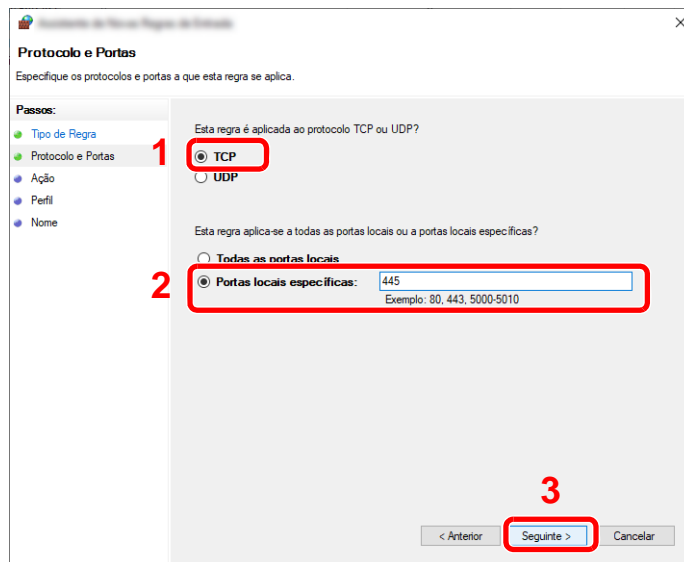 Protocolo e Portas
Especifique os protocolos e portas a que esta regra se aplica.
Passos:
Tipo de Regra
Protocolo e Portas
Ação
Perfil
Nome
Esta regra é aplicada ao protocolo TCP ou UDP?
1
TCP
UDP
Esta regra aplica-se a todas as portas locais ou a portas locais específicas?
Todas as portas locais
2
Portas locais específicas: 445
Exemplo: 80, 443, 5000-5010
3
< Anterior Seguinte > Cancelar